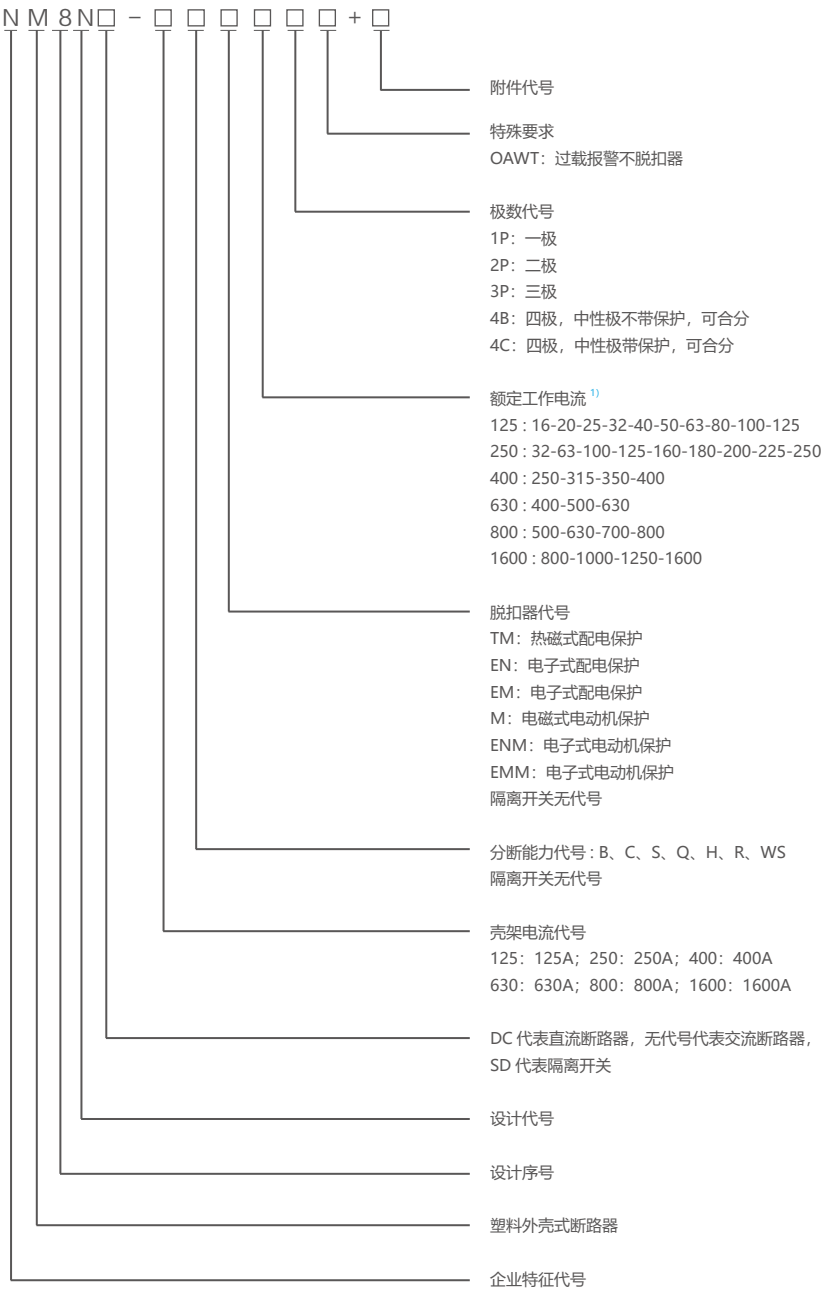 NM8N□-□□□□□□+□
附件代号
特殊要求
OAWT：过载报警不脱扣器
极数代号
1P：一极
2P：二极
3P：三极
4B：四极，中性极不带保护，可合分
4C：四极，中性极带保护，可合分
额定工作电流 1)
125 : 16-20-25-32-40-50-63-80-100-125
250 : 32-63-100-125-160-180-200-225-250
400 : 250-315-350-400
630 : 400-500-630
800 : 500-630-700-800
1600 : 800-1000-1250-1600
脱扣器代号
TM：热磁式配电保护
EN：电子式配电保护
EM：电子式配电保护
M：电磁式电动机保护
ENM：电子式电动机保护
EMM：电子式电动机保护
隔离开关无代号
分断能力代号 : B、C、S、Q、H、R、WS
隔离开关无代号
壳架电流代号
125：125A；250：250A；400：400A
630：630A；800：800A；1600：1600A
DC 代表直流断路器，无代号代表交流断路器，
SD 代表隔离开关
设计代号
设计序号
塑料外壳式断路器
企业特征代号